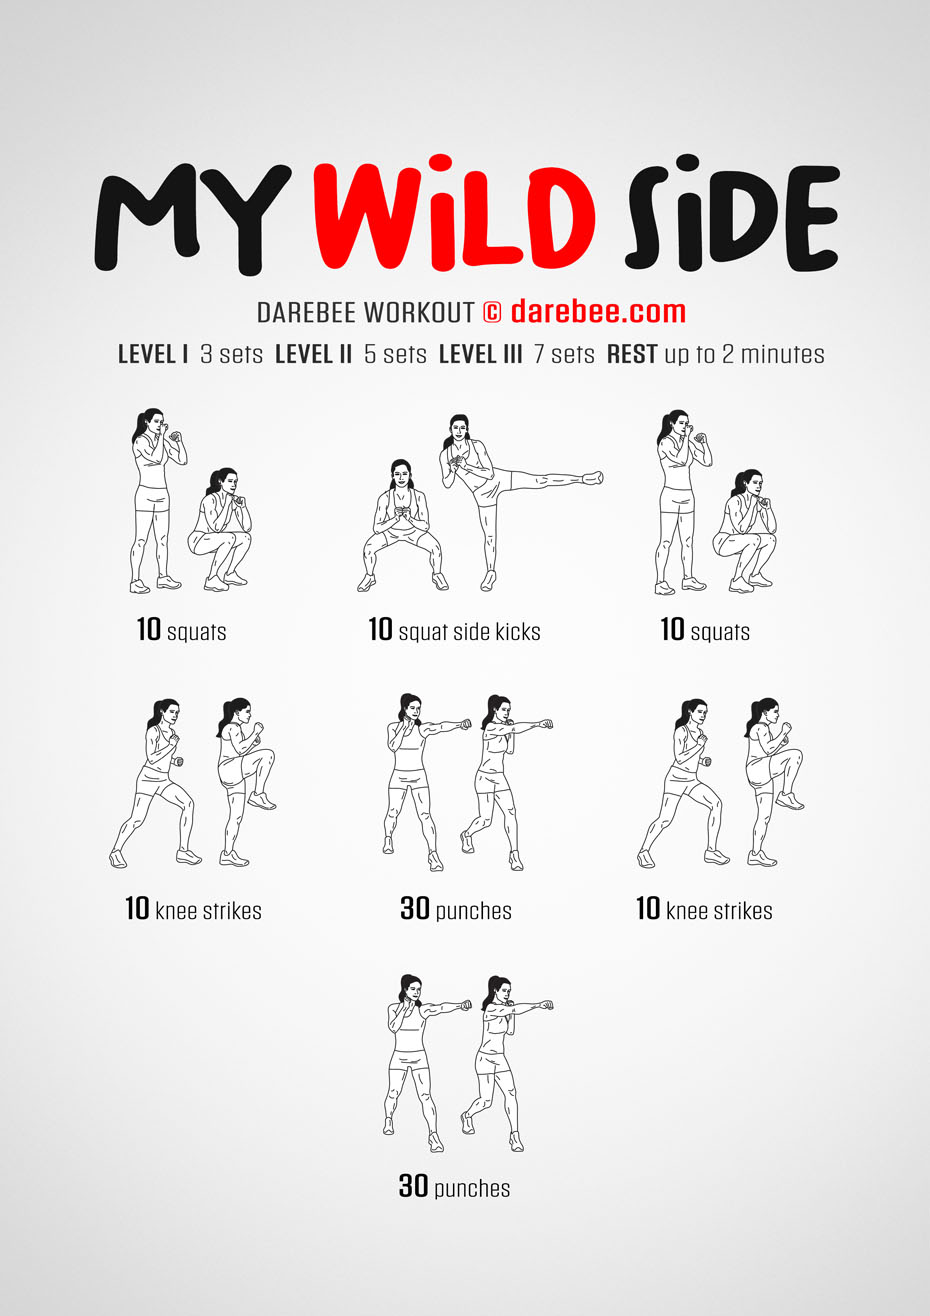 MY WiLD SiDE
DAREBEE WORKOUT © darebee.com
LEVEL I 3 sets LEVEL II 5 sets LEVEL III 7 sets REST up to 2 minutes
10 squats
10 squat side kicks
10 squats
10 knee strikes
30 punches
10 knee strikes
30 punches